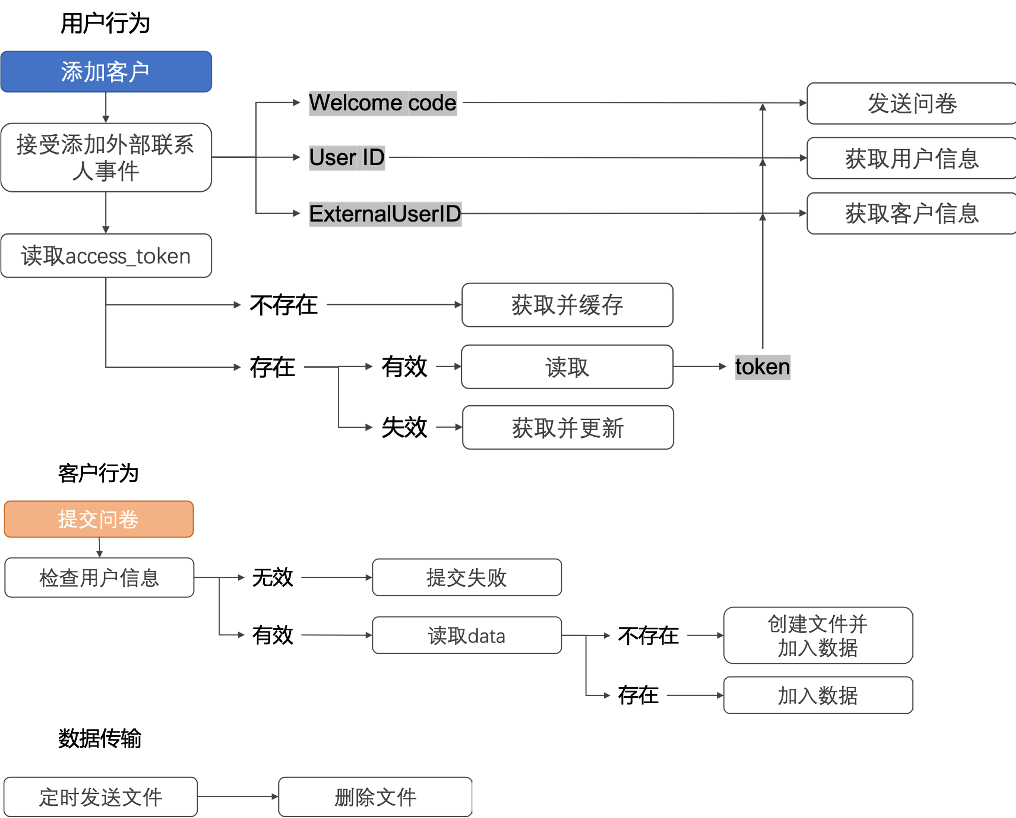 用户行为
添加客户
接受添加外部联系
人事件
Welcome code
发送问卷
User ID
获取用户信息
ExternalUserID
获取客户信息
读取access_token
不存在
获取并缓存
存在
有效
读取
token
失效
获取并更新
客户行为
提交问卷
检查用户信息
无效
提交失败
有效
读取data
不存在
创建文件并
加入数据
存在
加入数据
数据传输
定时发送文件
删除文件